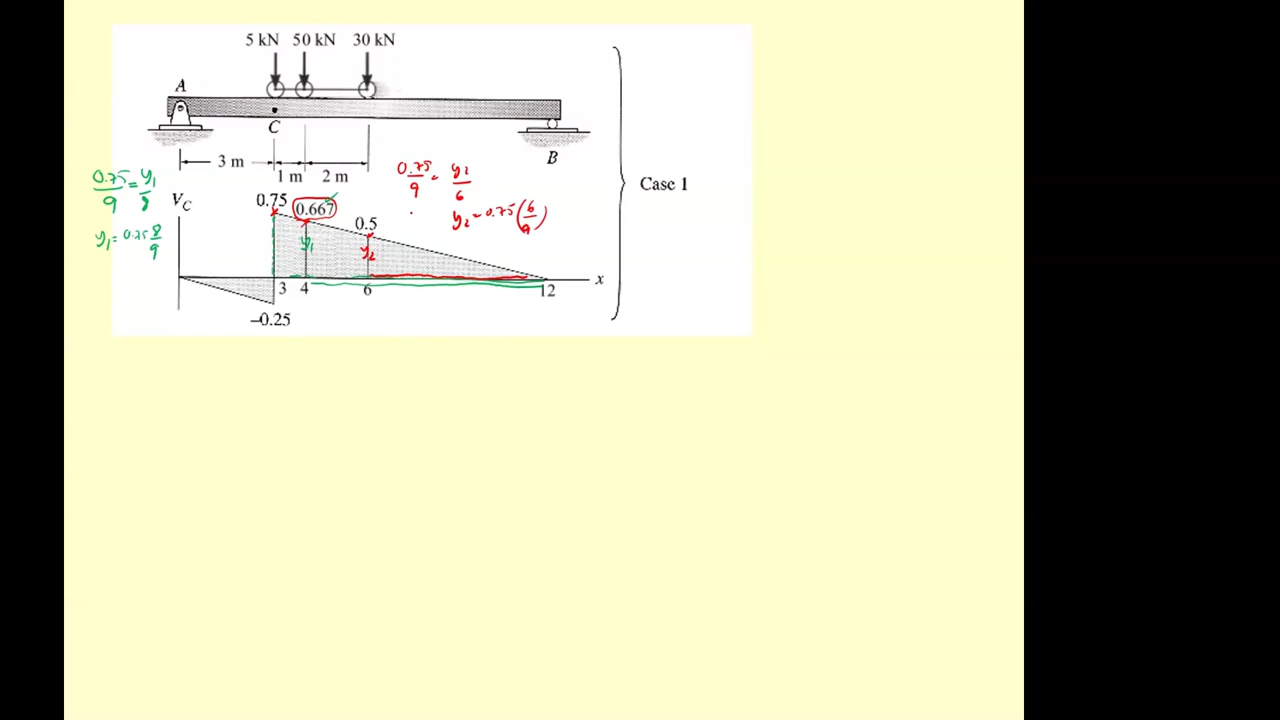 5 kN 50 kN 30 kN
A
C
B
3 m 1 m 2 m
Case 1
0.75/9 = y1/8
y1 = 0.75 8/9
0.75/9 = y2/6
y2 = 0.75 (6/9)
VC
0.75
0.667
0.5
y1
y2
3 4 6 12 x
−0.25